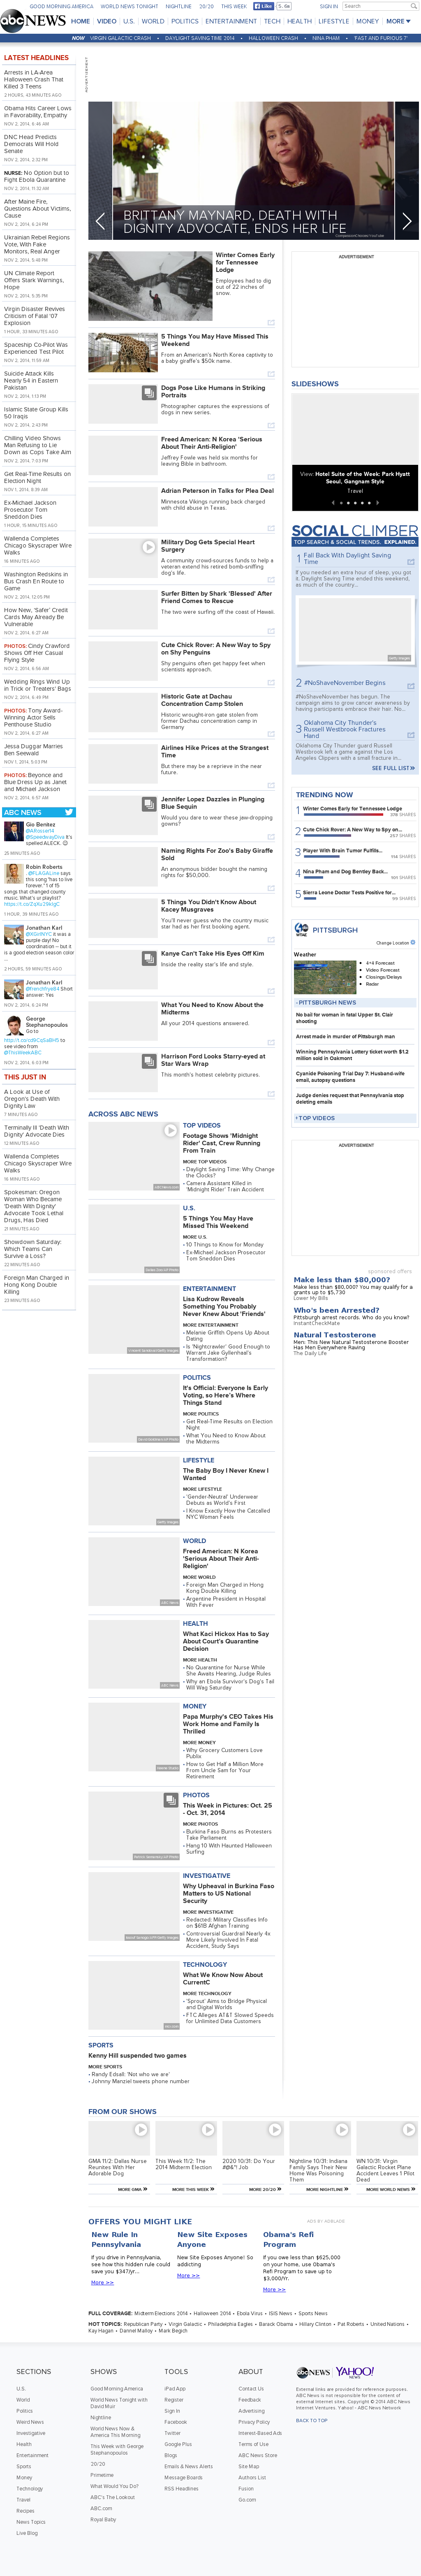 GOOD MORNING AMERICA WORLD NEWS TONIGHT NIGHTLINE 20/20 THIS WEEK Like SIGN IN Search
abc NEWS HOME VIDEO U.S. WORLD POLITICS ENTERTAINMENT TECH HEALTH LIFESTYLE MONEY MORE
NOW VIRGIN GALACTIC CRASH • DAYLIGHT SAVING TIME 2014 • HALLOWEEN CRASH • NINA PHAM • 'FAST AND FURIOUS 7'
LATEST HEADLINES
Arrests in LA-Area
Halloween Crash That
Killed 3 Teens
2 HOURS, 43 MINUTES AGO
Obama Hits Career Lows
in Favorability, Empathy
NOV 2, 2014, 6:46 AM
DNC Head Predicts
Democrats Will Hold
Senate
NOV 2, 2014, 2:32 PM
NURSE: No Option but to
Fight Ebola Quarantine
NOV 2, 2014, 11:32 AM
After Maine Fire,
Questions About Victims,
Cause
NOV 2, 2014, 6:24 PM
Ukrainian Rebel Regions
Vote, With Fake
Monitors, Real Anger
NOV 2, 2014, 5:48 PM
UN Climate Report
Offers Stark Warnings,
Hope
NOV 2, 2014, 5:35 PM
Virgin Disaster Revives
Criticism of Fatal '07
Explosion
1 HOUR, 33 MINUTES AGO
Spaceship Co-Pilot Was
Experienced Test Pilot
NOV 2, 2014, 11:56 AM
Suicide Attack Kills
Nearly 54 in Eastern
Pakistan
NOV 2, 2014, 1:13 PM
Islamic State Group Kills
50 Iraqis
NOV 2, 2014, 2:43 PM
Chilling Video Shows
Man Refusing to Lie
Down as Cops Take Aim
NOV 2, 2014, 7:03 PM
Get Real-Time Results on
Election Night
NOV 1, 2014, 8:39 AM
Ex-Michael Jackson
Prosecutor Tom
Sneddon Dies
1 HOUR, 15 MINUTES AGO
Wallenda Completes
Chicago Skyscraper Wire
Walks
16 MINUTES AGO
Washington Redskins in
Bus Crash En Route to
Game
NOV 2, 2014, 12:05 PM
How New, 'Safer' Credit
Cards May Already Be
Vulnerable
NOV 2, 2014, 6:27 AM
PHOTOS: Cindy Crawford
Shows Off Her Casual
Flying Style
NOV 2, 2014, 6:56 AM
Wedding Rings Wind Up
in Trick or Treaters' Bags
NOV 2, 2014, 5:49 PM
PHOTOS: Tony Award-
Winning Actor Sells
Penthouse Studio
NOV 2, 2014, 6:27 AM
Jessa Duggar Marries
Ben Seewald
NOV 1, 2014, 5:03 PM
PHOTOS: Beyonce and
Blue Dress Up as Janet
and Michael Jackson
NOV 2, 2014, 6:57 AM
ABC NEWS
Gio Benitez
@Alfosser14
@SpeedwayDiva It's
spelled ALECK. ☺
25 MINUTES AGO
Robin Roberts
.@FLAGALine says
this song "has to live
forever." 1 of 15
songs that changed county
music. What's ur playlist?
1 HOUR, 39 MINUTES AGO
Jonathan Karl
it was a
purple day! No
coordination -- but it
is a good election season color
...
2 HOURS, 59 MINUTES AGO
Jonathan Karl
@frenchfrye84 Short
answer: Yes
NOV 2, 2014, 6:24 PM
George
Stephanopoulos
Go to
to
see video from
@ThisWeekABC
NOV 2, 2014, 6:03 PM
THIS JUST IN
A Look at Use of
Oregon's Death With
Dignity Law
7 MINUTES AGO
Terminally Ill 'Death With
Dignity' Advocate Dies
12 MINUTES AGO
Wallenda Completes
Chicago Skyscraper Wire
Walks
16 MINUTES AGO
Spokesman: Oregon
Woman Who Became
'Death With Dignity'
Advocate Took Lethal
Drugs, Has Died
21 MINUTES AGO
Showdown Saturday:
Which Teams Can
Survive a Loss?
22 MINUTES AGO
Foreign Man Charged in
Hong Kong Double
Killing
23 MINUTES AGO
ADVERTISEMENT
BRITTANY MAYNARD, DEATH WITH
DIGNITY ADVOCATE, ENDS HER LIFE
Winter Comes Early
for Tennessee
Lodge
Employees had to dig
out of 22 inches of
snow.
5 Things You May Have Missed This
Weekend
From an American's North Korea captivity to
a baby giraffe's $50k name.
Dogs Pose Like Humans in Striking
Portraits
Photographer captures the expressions of
dogs in new series.
Freed American: N Korea 'Serious
About Their Anti-Religion'
Jeffrey Fowle was held six months for
leaving Bible in bathroom.
Adrian Peterson in Talks for Plea Deal
Minnesota Vikings running back charged
with child abuse in Texas.
Military Dog Gets Special Heart
Surgery
A community crowd-sourced funds to help a
veteran extend his retired bomb-sniffing
dog's life.
Surfer Bitten by Shark 'Blessed' After
Friend Comes to Rescue
The two were surfing off the coast of Hawaii.
Cute Chick Rover: A New Way to Spy
on Shy Penguins
Shy penguins often get happy feet when
scientists approach.
Historic Gate at Dachau
Concentration Camp Stolen
Historic wrought-iron gate stolen from
former Dachau concentration camp in
Germany
Airlines Hike Prices at the Strangest
Time
But there may be a reprieve in the near
future.
Jennifer Lopez Dazzles in Plunging
Blue Sequin
Would you dare to wear these jaw-dropping
gowns?
Naming Rights For Zoo's Baby Giraffe
Sold
An anonymous bidder bought the naming
rights for $50,000.
5 Things You Didn't Know About
Kacey Musgraves
You'll never guess who the country music
star had as her first backing agent.
Kanye Can't Take His Eyes Off Kim
Inside the reality star's life and style.
What You Need to Know About the
Midterms
All your 2014 questions answered.
Harrison Ford Looks Starry-eyed at
Star Wars Wrap
This month's hottest celebrity pictures.
ACROSS ABC NEWS
TOP VIDEOS
Footage Shows 'Midnight
Rider' Cast, Crew Running
From Train
MORE TOP VIDEOS
• Daylight Saving Time: Why Change
the Clocks?
• Camera Assistant Killed in
'Midnight Rider' Train Accident
U.S.
5 Things You May Have
Missed This Weekend
MORE U.S.
• 10 Things to Know for Monday
• Ex-Michael Jackson Prosecutor
Tom Sneddon Dies
ENTERTAINMENT
Lisa Kudrow Reveals
Something You Probably
Never Knew About 'Friends'
MORE ENTERTAINMENT
• Melanie Griffith Opens Up About
Dating
• Is 'Nightcrawler' Good Enough to
Warrant Jake Gyllenhaal's
Transformation?
POLITICS
It's Official: Everyone Is Early
Voting, so Here's Where
Things Stand
MORE POLITICS
• Get Real-Time Results on Election
Night
• What You Need to Know About
the Midterms
LIFESTYLE
The Baby Boy I Never Knew I
Wanted
Getty Images
MORE LIFESTYLE
• 'Gender-Neutral' Underwear
Debuts as World's First
• I Know Exactly How the Catcalled
NYC Woman Feels
WORLD
Freed American: N Korea
'Serious About Their Anti-
Religion'
MORE WORLD
• Foreign Man Charged in Hong
Kong Double Killing
• Argentine President in Hospital
With Fever
ABC News
HEALTH
What Kaci Hickox Has to Say
About Court's Quarantine
Decision
MORE HEALTH
• No Quarantine for Nurse While
She Awaits Hearing, Judge Rules
• Why an Ebola Survivor's Dog's Tail
Will Wag Saturday
ABC News
MONEY
Papa Murphy's CEO Takes His
Work Home and Family Is
Thrilled
MORE MONEY
• Why Grocery Customers Love
Publix
• How to Get Half a Million More
From Uncle Sam for Your
Retirement
PHOTOS
This Week in Pictures: Oct. 25
- Oct. 31, 2014
MORE PHOTOS
• Burkina Faso Burns as Protesters
Take Parliament
• Hang 10 With Haunted Halloween
Surfing
INVESTIGATIVE
Why Upheaval in Burkina Faso
Matters to US National
Security
MORE INVESTIGATIVE
• Redacted: Military Classifies Info
on $61B Afghan Training
• Controversial Guardrail Nearly 4x
More Likely Involved In Fatal
Accident, Study Says
TECHNOLOGY
What We Know Now About
CurrentC
MORE TECHNOLOGY
• 'Sprout' Aims to Bridge Physical
and Digital Worlds
• FTC Alleges AT&T Slowed Speeds
for Unlimited Data Customers
SPORTS
Kenny Hill suspended two games
MORE SPORTS
• Randy Edsall: 'Not who we are'
• Johnny Manziel tweets phone number
ADVERTISEMENT
SLIDESHOWS
View: Hotel Suite of the Week: Park Hyatt
Seoul, Gangnam Style
Travel
SOCIAL CLIMBER
TOP SEARCH & SOCIAL TRENDS. EXPLAINED.
1 Fall Back With Daylight Saving
Time
If you needed an extra hour of sleep, you got
it. Daylight Saving Time ended this weekend,
as much of the country...
Getty Images
2 #NoShaveNovember Begins
#NoShaveNovember has begun. The
campaign aims to grow cancer awareness by
having participants embrace their hair. No...
3 Oklahoma City Thunder's
Russell Westbrook Fractures
Hand
Oklahoma City Thunder guard Russell
Westbrook left a game against the Los
Angeles Clippers with a small fracture in...
SEE FULL LIST »
TRENDING NOW
1 Winter Comes Early for Tennessee Lodge
SHARES
2 Cute Chick Rover: A New Way to Spy on...
SHARES
3 Player With Brain Tumor Fulfills...
SHARES
4 Nina Pham and Dog Bentley Back...
SHARES
5 Sierra Leone Doctor Tests Positive for...
SHARES
PITTSBURGH
Change Location
Weather
• 4+4 Forecast
• Video Forecast
• Closings/Delays
• Radar
PITTSBURGH NEWS
No bail for woman in fatal Upper St. Clair
shooting
Arrest made in murder of Pittsburgh man
Winning Pennsylvania Lottery ticket worth $1.2
million sold in Oakmont
Cyanide Poisoning Trial Day 7: Husband-wife
email, autopsy questions
Judge denies request that Pennsylvania stop
deleting emails
TOP VIDEOS
ADVERTISEMENT
sponsored offers
Make less than $80,000?
Make less than $80,000? You may qualify for a
grants up to $5,730
Lower My Bills
Who's been Arrested?
Pittsburgh arrest records. Who do you know?
InstantCheckMate
Natural Testosterone
Men: This New Natural Testosterone Booster
Has Men Everywhere Raving
The Daily Life
FROM OUR SHOWS
GMA 11/2: Dallas Nurse
Reunites With Her
Adorable Dog
MORE GMA »
This Week 11/2: The
2014 Midterm Election
MORE THIS WEEK »
2020 10/31: Do Your
#@&*! Job
MORE 20/20 »
Nightline 10/31: Indiana
Family Says Their New
Home Was Poisoning
Them
MORE NIGHTLINE »
WN 10/31: Virgin
Galactic Rocket Plane
Accident Leaves 1 Pilot
Dead
MORE WORLD NEWS »
OFFERS YOU MIGHT LIKE
ADS BY ADBLADE
New Rule In
Pennsylvania
If you drive in Pennsylvania,
see how this hidden rule could
save you $347/yr...
More >>
New Site Exposes
Anyone
New Site Exposes Anyone! So
addicting
More >>
Obama's Refi
Program
If you owe less than $625,000
on your home, use Obama's
Refi Program to save up to
$3,000/Yr.
More >>
FULL COVERAGE: Midterm Elections 2014 • Halloween 2014 • Ebola Virus • ISIS News • Sports News
HOT TOPICS: Republican Party • Virgin Galactic • Philadelphia Eagles • Barack Obama • Hillary Clinton • Pat Roberts • United Nations •
Kay Hagan • Dannel Malloy • Mark Begich
SECTIONS
U.S.
World
Politics
Weird News
Investigative
Health
Entertainment
Sports
Money
Technology
Travel
Recipes
News Topics
Live Blog
SHOWS
Good Morning America
World News Tonight with
David Muir
Nightline
World News Now &
America This Morning
This Week with George
Stephanopoulos
20/20
Primetime
What Would You Do?
ABC's The Lookout
ABC.com
Royal Baby
TOOLS
iPad App
Register
Sign In
Facebook
Twitter
Google Plus
Blogs
Emails & News Alerts
Message Boards
RSS Headlines
ABOUT
Contact Us
Feedback
Advertising
Privacy Policy
Interest-Based Ads
Terms of Use
ABC News Store
Site Map
Authors List
Fusion
Go.com
abc NEWS YAHOO! NEWS
External links are provided for reference purposes.
ABC News is not responsible for the content of
external Internet sites. Copyright © 2014 ABC News
Internet Ventures. Yahoo! - ABC News Network
BACK TO TOP